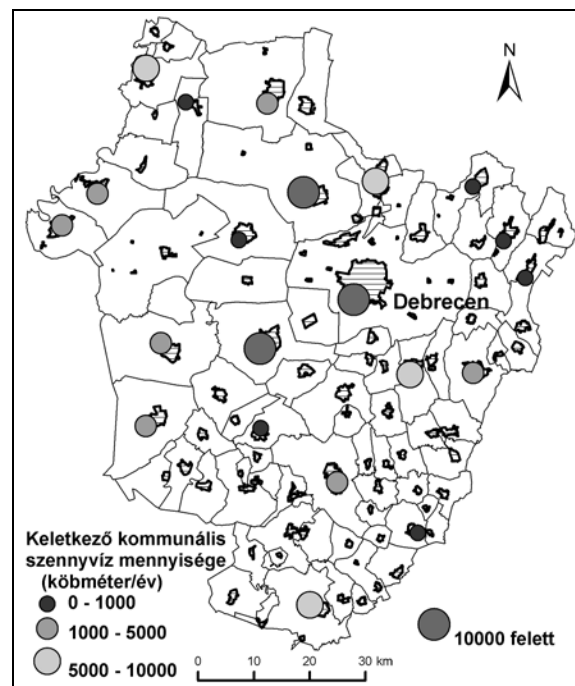 N
Debrecen
Keletkező kommunális
szennyvíz mennyisége
(köbméter/év)
0 - 1000
1000 - 5000
5000 - 10000
10000 felett
0 10 20 30 km